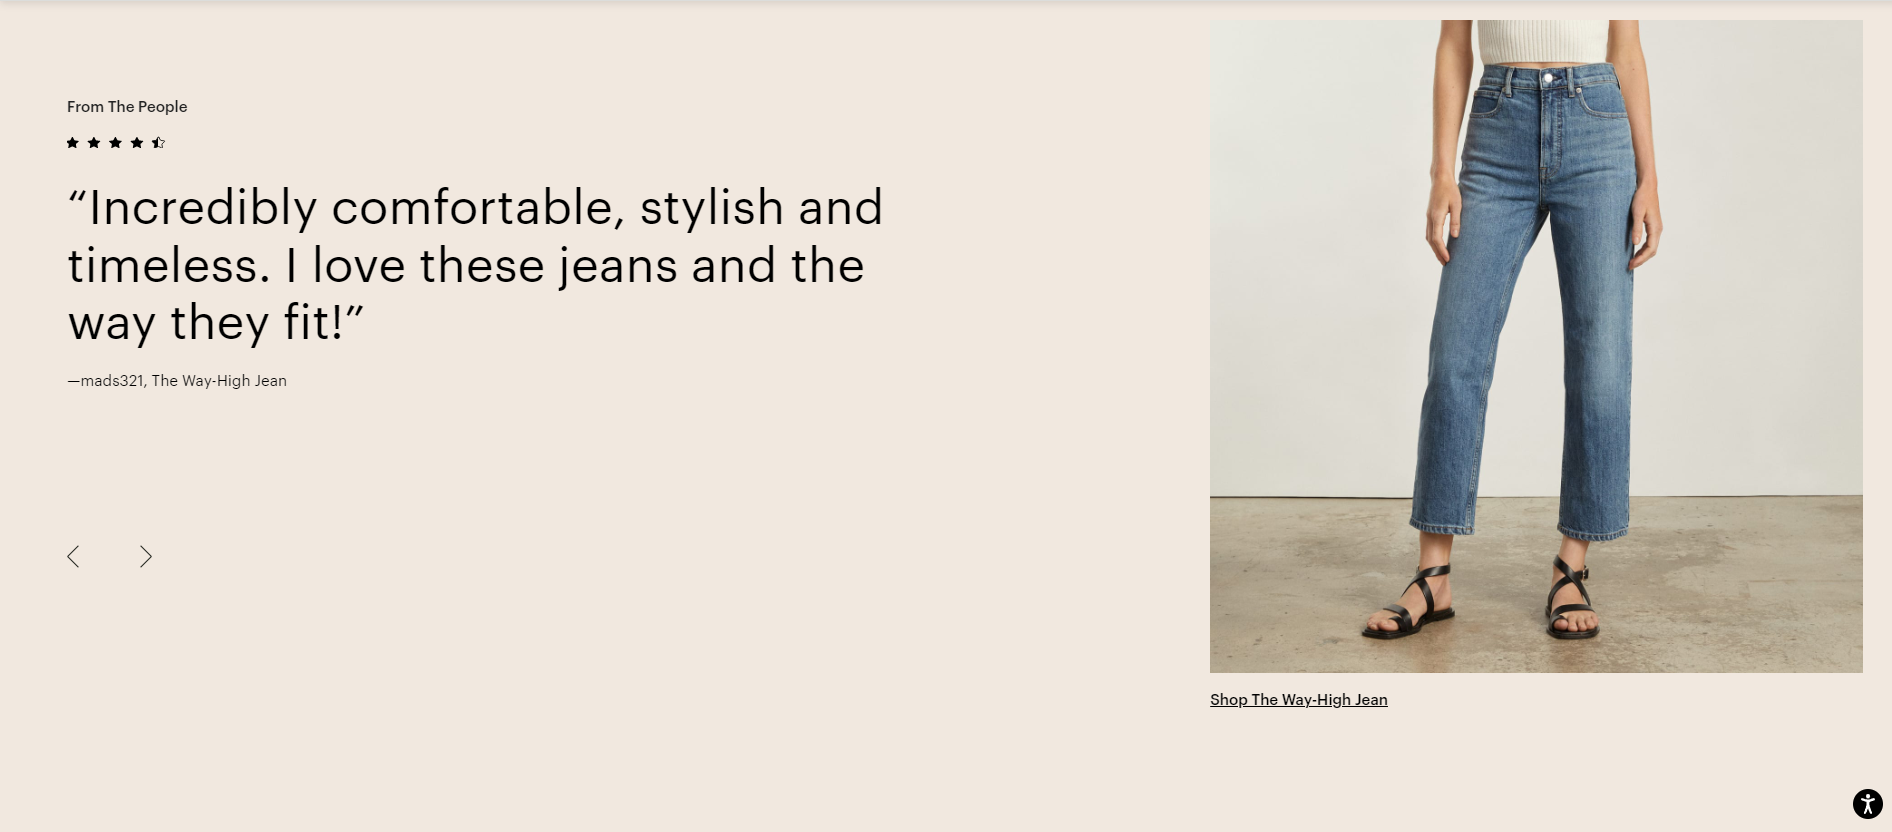 From The People
“Incredibly comfortable, stylish and
timeless. I love these jeans and the
way they fit!”
—mads321, The Way-High Jean
Shop The Way-High Jean